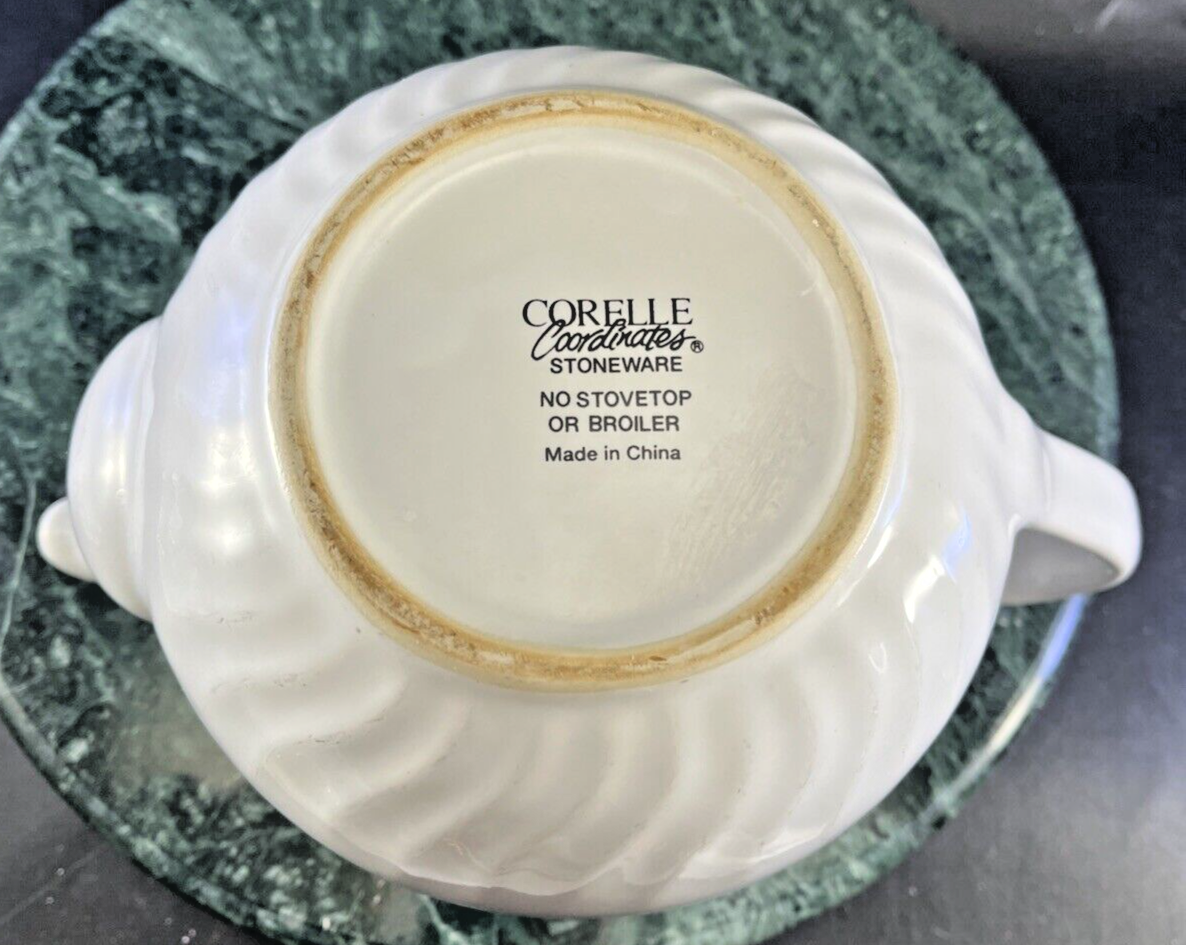 CORELLE
Coordinates®
STONEWARE
NO STOVETOP
OR BROILER
Made in China